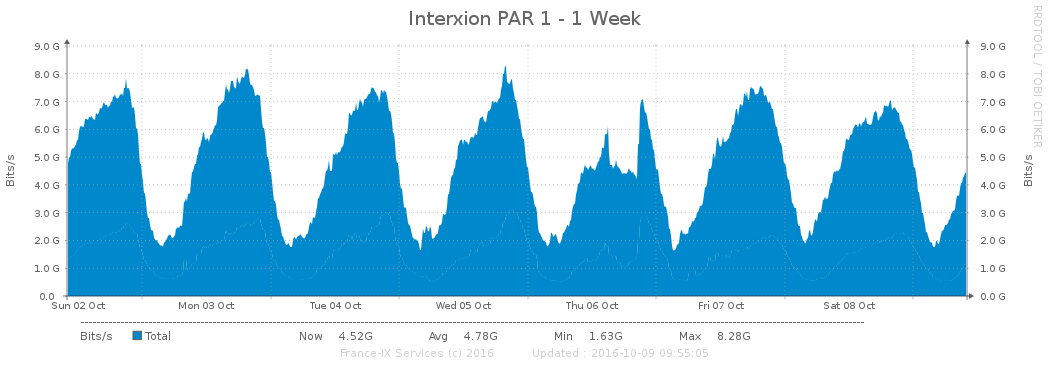 Interxion PAR 1 - 1 Week
RRDTOOL / TOBI OETIKER
9.0 G 9.0 G
8.0 G 8.0 G
7.0 G 7.0 G
6.0 G 6.0 G
5.0 G 5.0 G
4.0 G 4.0 G
3.0 G 3.0 G
2.0 G 2.0 G
1.0 G 1.0 G
0.0 0.0 G
Bits/s
Bits/s
Sun 02 Oct Mon 03 Oct Tue 04 Oct Wed 05 Oct Thu 06 Oct Fri 07 Oct Sat 08 Oct
Bits/s Total Now 4.52G Avg 4.78G Min 1.63G Max 8.28G
France-IX Services (c) 2016 Updated : 2016-10-09 09:55:05